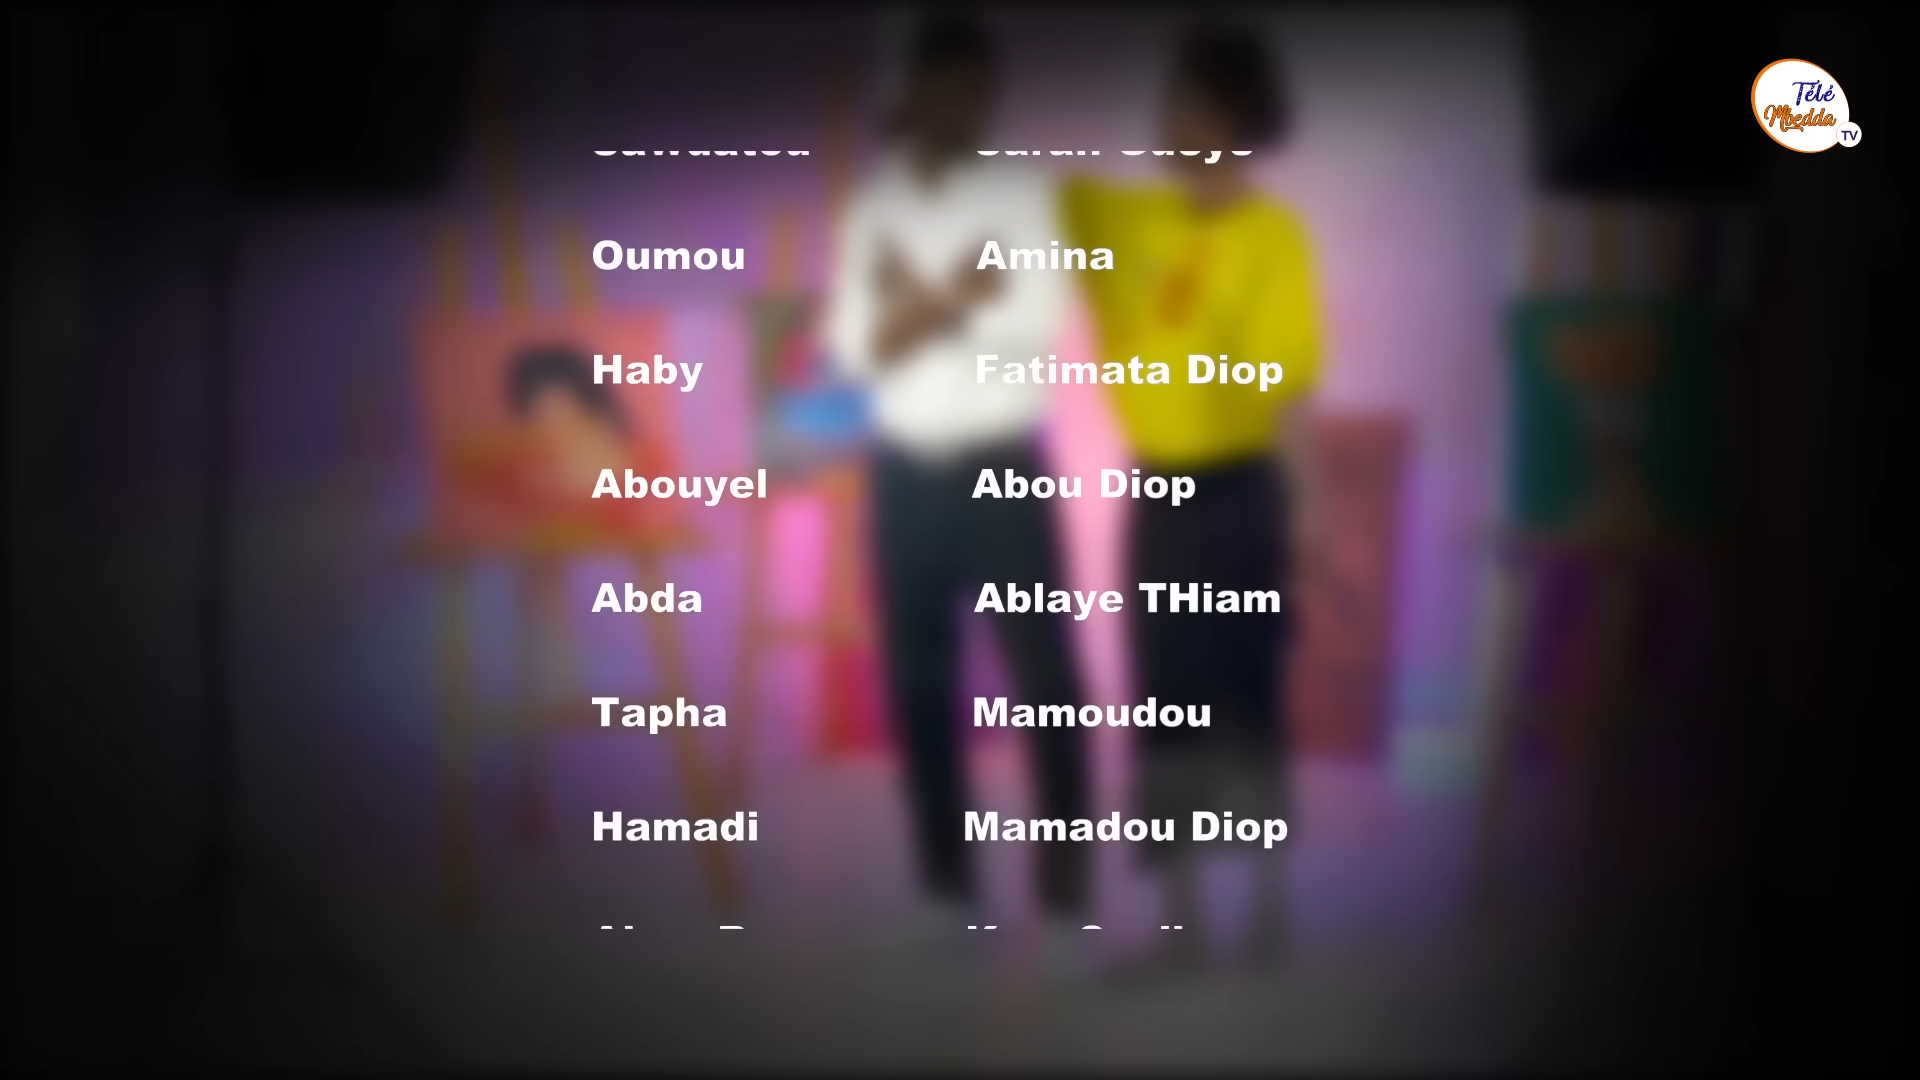 Télé
Mbedda
TV
Oumou Amina
Haby Fatimata Diop
Abouyel Abou Diop
Abda Ablaye THiam
Tapha Mamoudou
Hamadi Mamadou Diop